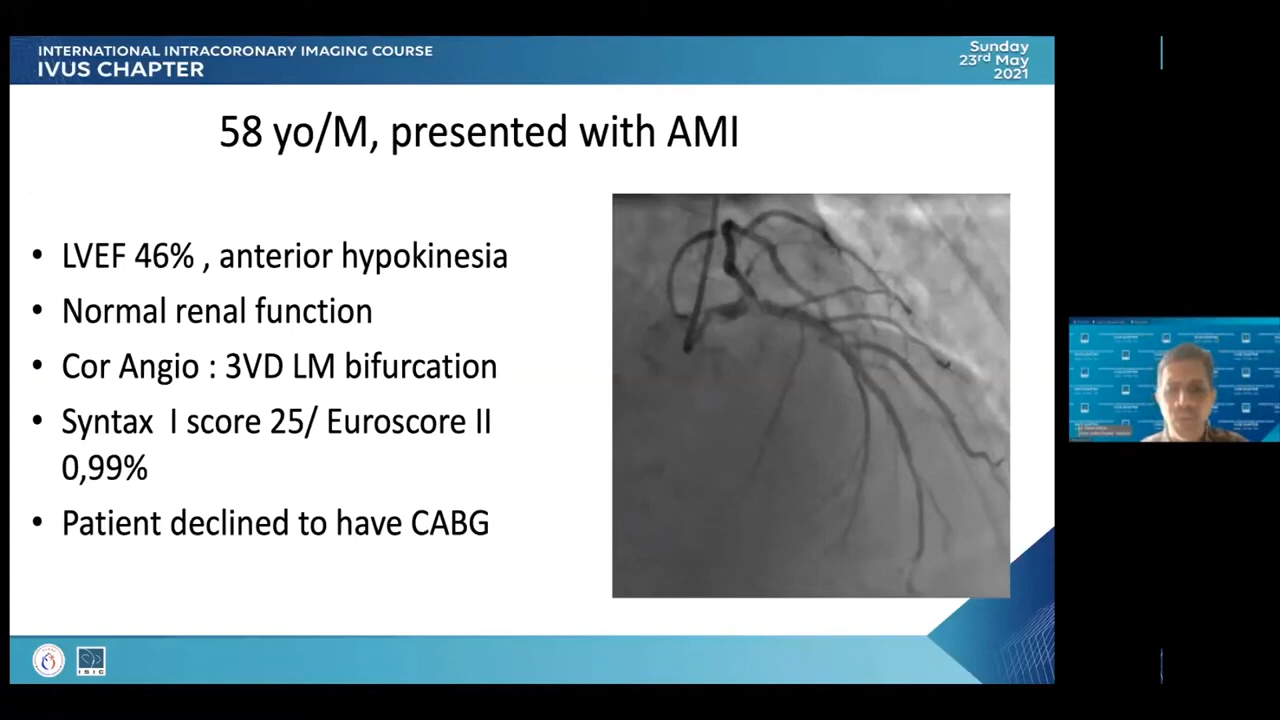 INTERNATIONAL INTRACORONARY IMAGING COURSE
IVUS CHAPTER
Sunday
23rd May
2021
58 yo/M, presented with AMI
• LVEF 46% , anterior hypokinesia
• Normal renal function
• Cor Angio : 3VD LM bifurcation
• Syntax I score 25/ Euroscore II
0,99%
• Patient declined to have CABG
ISIC